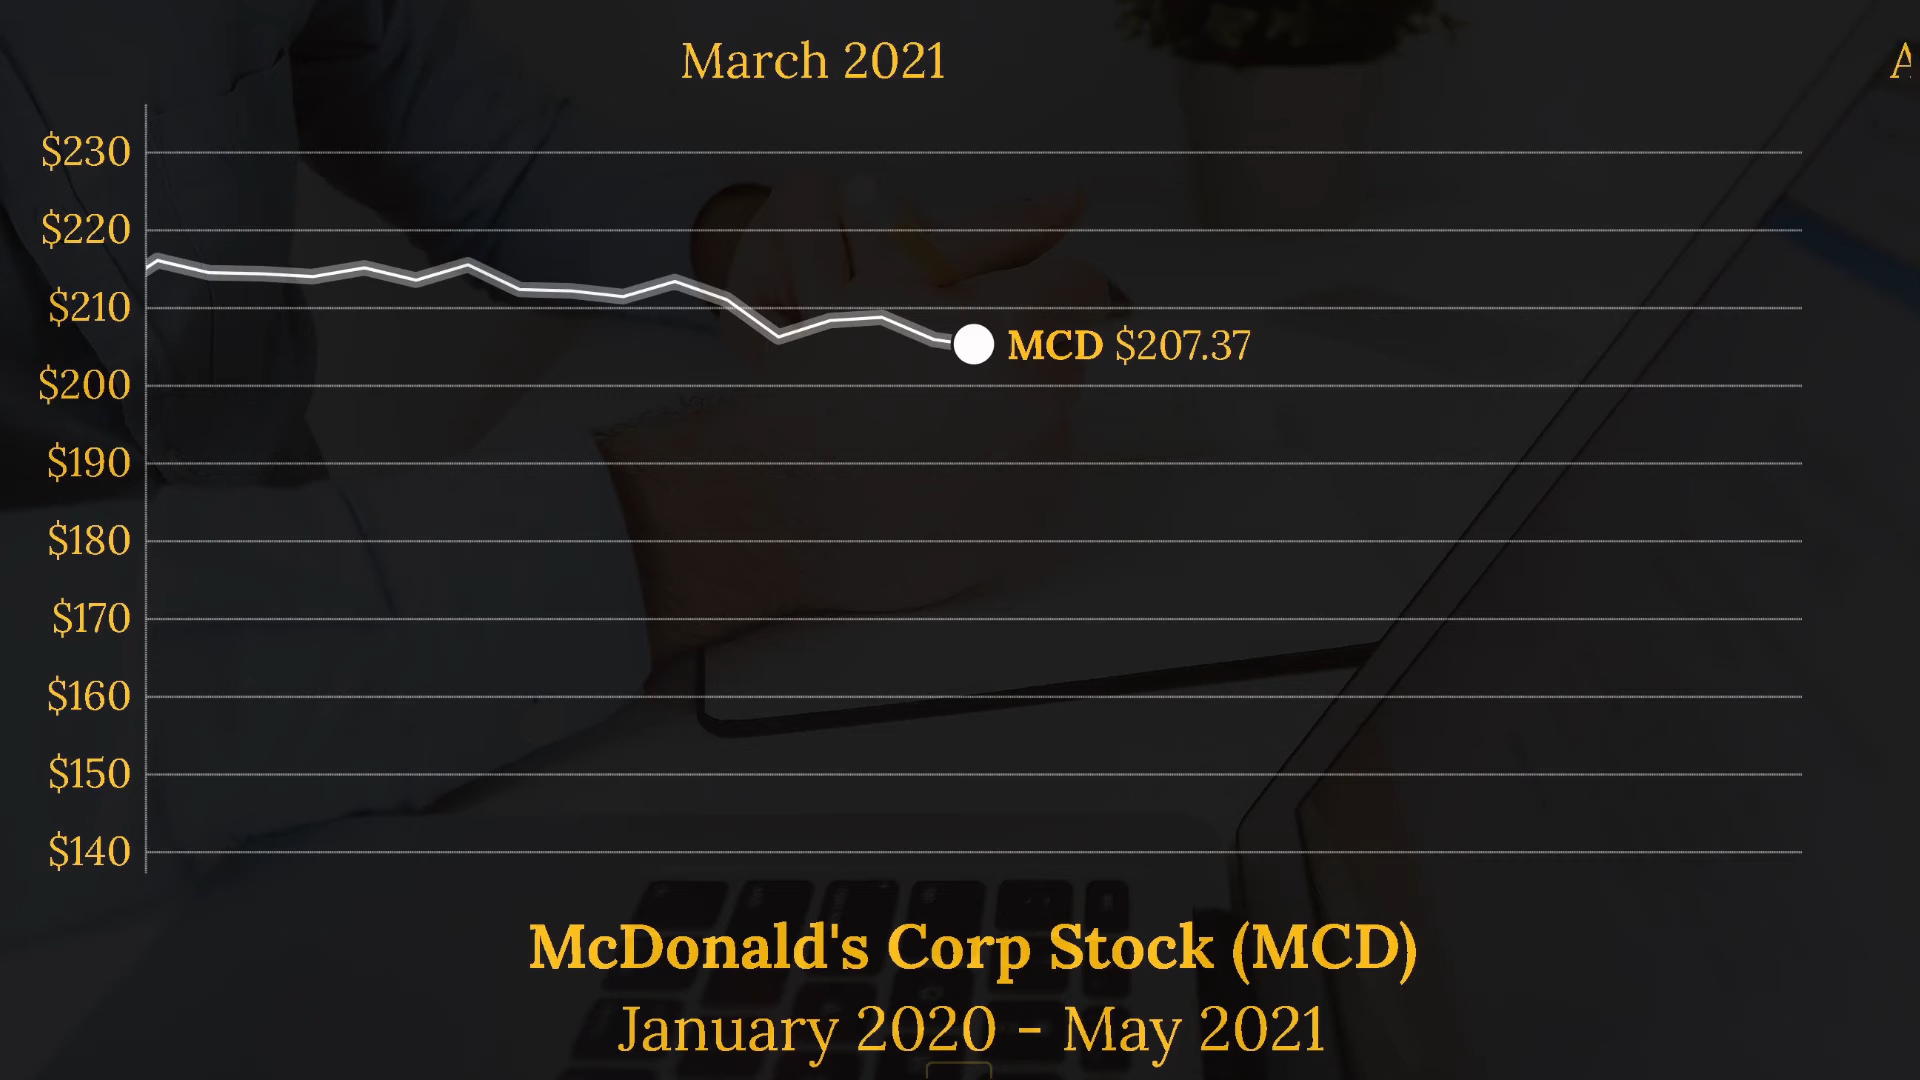 March 2021
A
$230
$220
$210
$200
$190
$180
$170
$160
$150
$140
MCD $207.37
McDonald's Corp Stock (MCD)
January 2020 - May 2021